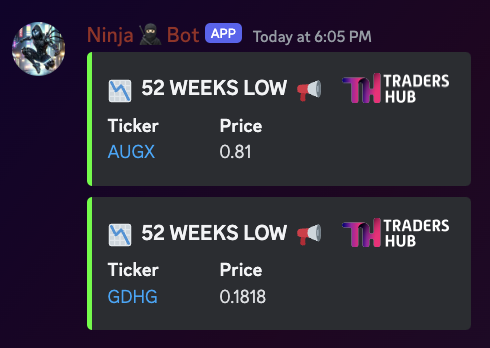 Ninja 🥷 Bot APP Today at 6:05 PM
📉 52 WEEKS LOW 📢 TH TRADERS HUB
Ticker Price
AUGX 0.81
📉 52 WEEKS LOW 📢 TH TRADERS HUB
Ticker Price
GDHG 0.1818